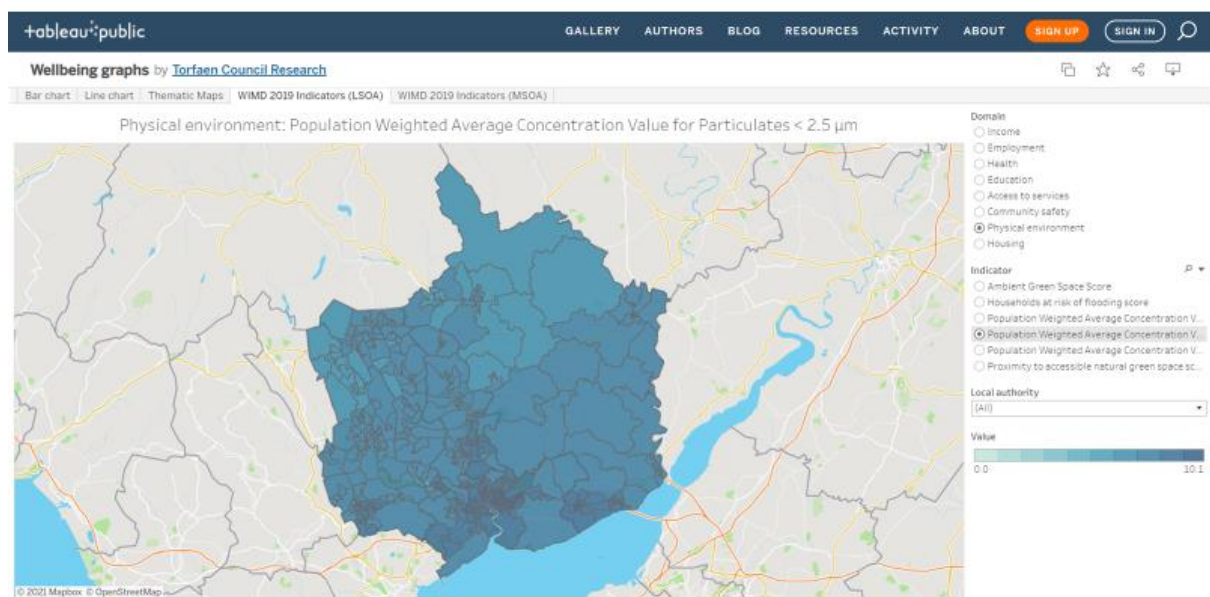 +ab|eau public
GALLERY AUTHORS BLOG RESOURCES ACTIVITY ABOUT SIGN UP SIGN IN
Wellbeing graphs by Torfaen Council Research
Bar chart Line chart Thematic Maps WIMD 2019 Indicators (LSOA) WIMD 2019 Indicators (MSOA)
Physical environment: Population Weighted Average Concentration Value for Particulates < 2.5 µm
Domain
Income
Employment
Health
Education
Access to services
Community safety
Physical environment
Housing
Indicator
Ambient Green Space Score
Households at risk of flooding score
Population Weighted Average Concentration V...
Population Weighted Average Concentration V...
Population Weighted Average Concentration V...
Proximity to accessible natural green space sc...
Local authority
(All)
Value
0.0 10.1
© 2021 Mapbox © OpenStreetMap